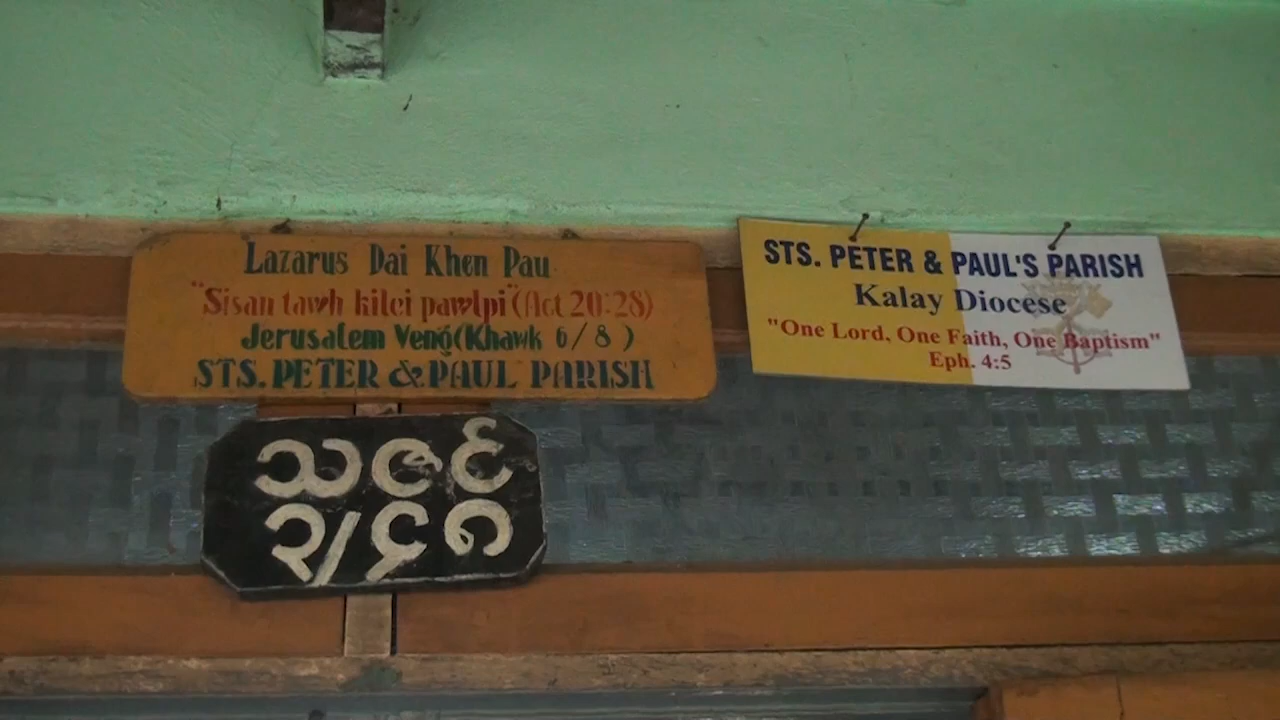 Lazarus Dai Khen Pau
"Sisan tawh kilei pawlpi" (Act 20:28)
Jerusalem Veng (Khawk 6/8)
STS. PETER & PAUL PARISH
STS. PETER & PAUL'S PARISH
Kalay Diocese
"One Lord, One Faith, One Baptism"
Eph. 4:5
သဇင်
၃/၄၈